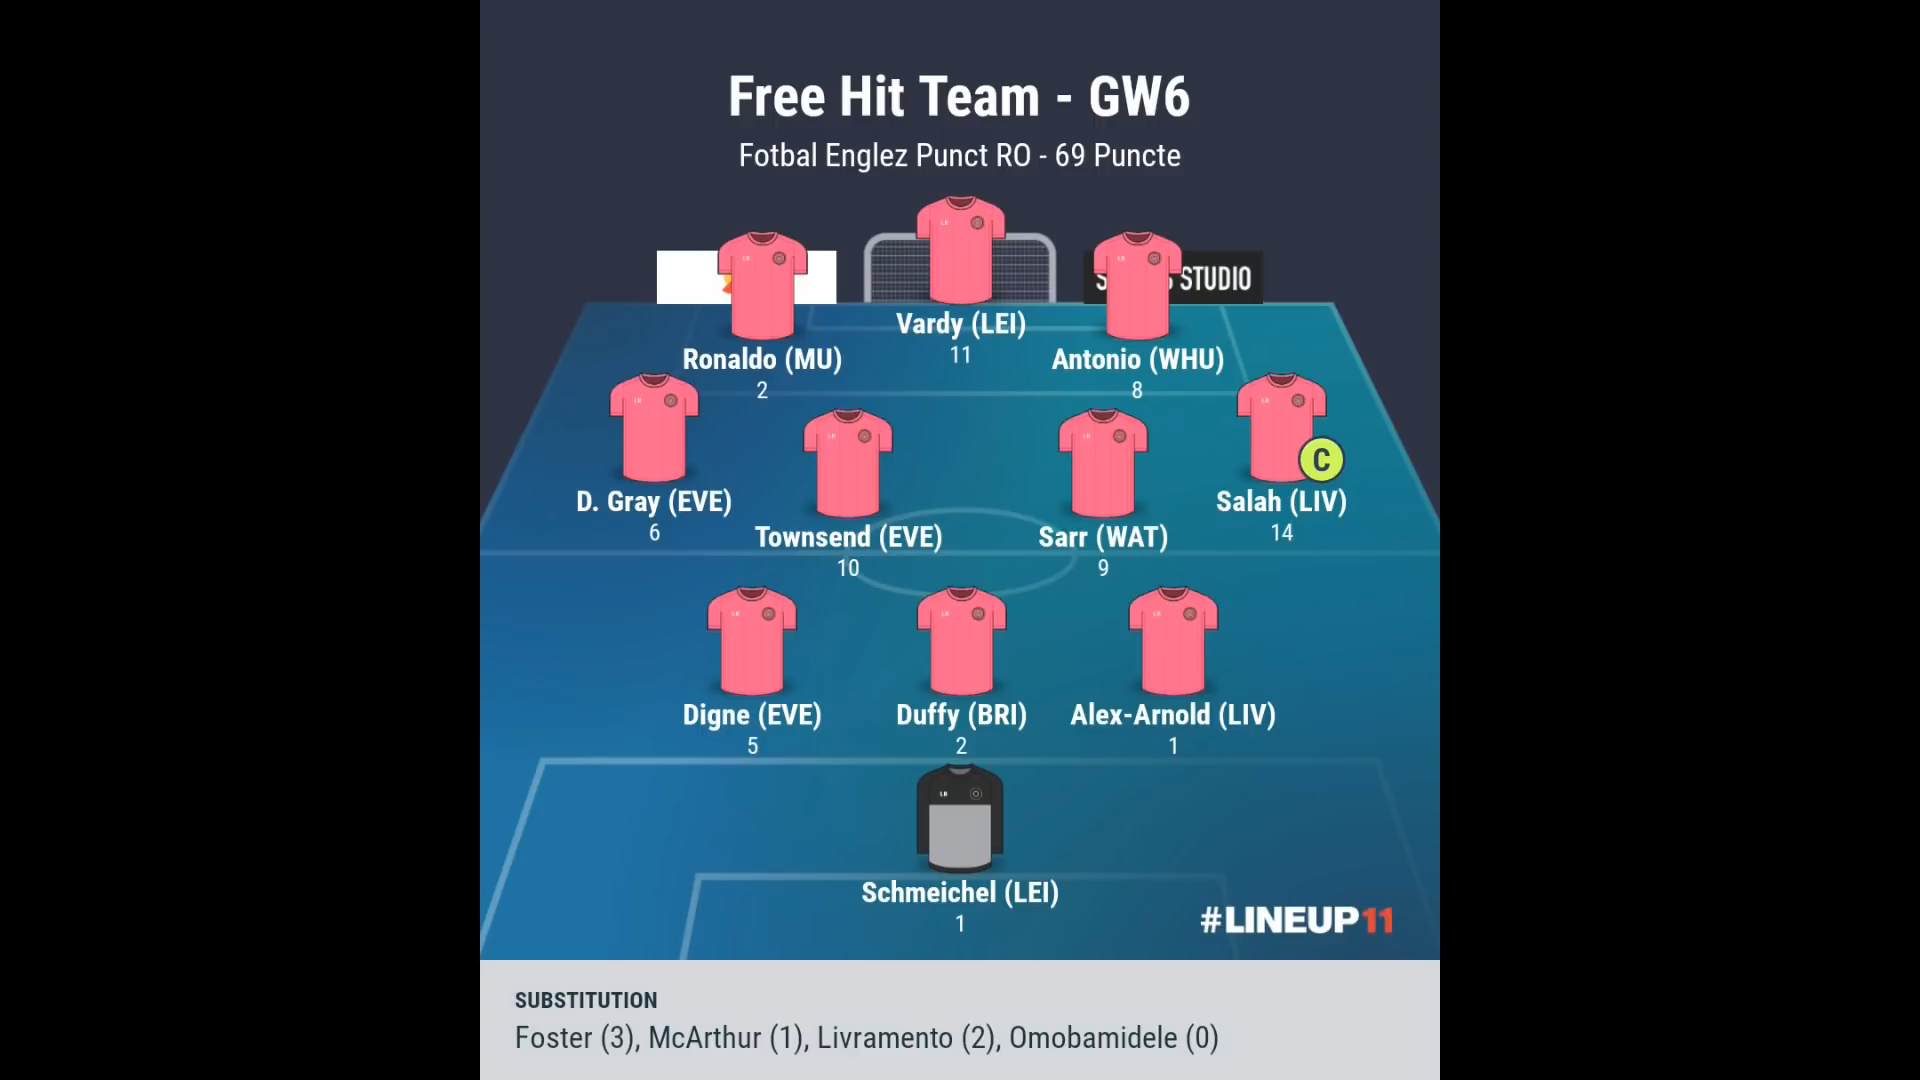 Free Hit Team - GW6
Fotbal Englez Punct RO - 69 Puncte
STUDIO
Vardy (LEI)
11
Ronaldo (MU)
2
Antonio (WHU)
8
D. Gray (EVE)
6
Townsend (EVE)
10
Sarr (WAT)
9
C
Salah (LIV)
14
Digne (EVE)
5
Duffy (BRI)
2
Alex-Arnold (LIV)
1
Schmeichel (LEI)
1
#LINEUP11
SUBSTITUTION
Foster (3), McArthur (1), Livramento (2), Omobamidele (0)